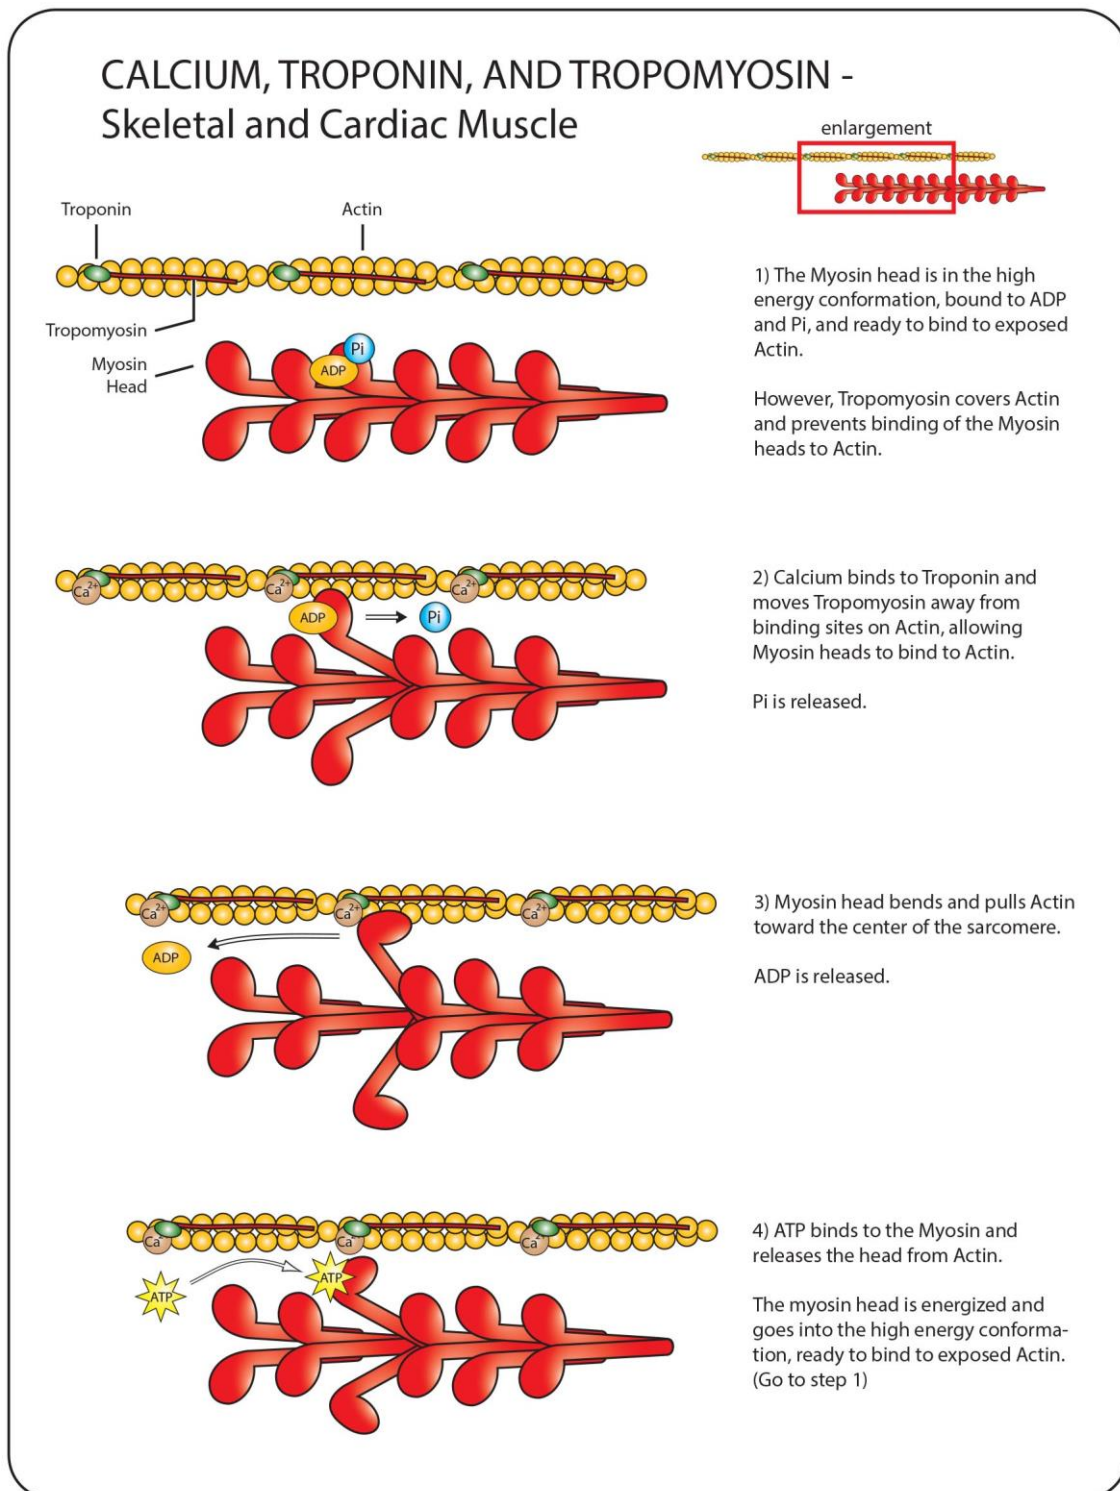 CALCIUM, TROPONIN, AND TROPOMYOSIN -
Skeletal and Cardiac Muscle
enlargement
Troponin
Actin
Tropomyosin
Myosin
Head
Pi
ADP
1) The Myosin head is in the high
energy conformation, bound to ADP
and Pi, and ready to bind to exposed
Actin.
However, Tropomyosin covers Actin
and prevents binding of the Myosin
heads to Actin.
Ca2+
Ca2+
Ca2+
ADP
Pi
2) Calcium binds to Troponin and
moves Tropomyosin away from
binding sites on Actin, allowing
Myosin heads to bind to Actin.
Pi is released.
Ca2+
Ca2+
Ca2+
ADP
3) Myosin head bends and pulls Actin
toward the center of the sarcomere.
ADP is released.
Ca
Ca
Ca2+
ATP
ATP
4) ATP binds to the Myosin and
releases the head from Actin.
The myosin head is energized and
goes into the high energy conforma-
tion, ready to bind to exposed Actin.
(Go to step 1)